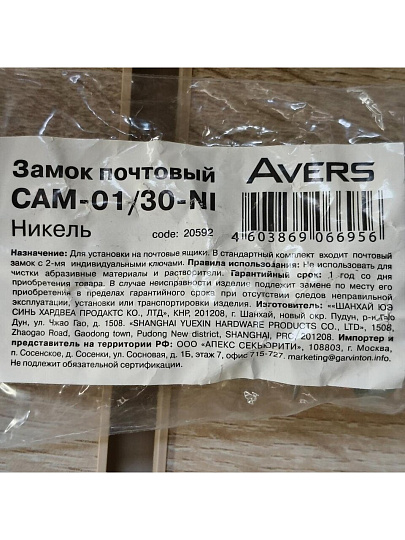 Замок почтовый
AVERS
CAM-01/30-NI
Никель
code: 20592
4 603869 066956
Назначение: Для установки на почтовые ящики. В стандартный комплект входит почтовый
замок с 2-мя индивидуальными ключами. Правила использования: Не использовать для
чистки абразивные материалы и растворители. Гарантийный срок: 1 год со дня
приобретения товара. В случае неисправности изделие подлежит замене по месту его
приобретения в пределах гарантийного срока при отсутствии следов неправильной
эксплуатации, установки или разрушения изделия. Изготовитель: «ШАНХАЙ ЮЭ
СИНЬ ХАРДВЕА ПРОДАКТС КО., ЛТД», КНР, 201208, г. Шанхай, новый окр. Пудун, р-н Гао
Дун, ул. Чжао Гао, д. 1508. «SHANGHAI YUEXIN HARDWARE PRODUCTS CO., LTD», 1508,
Zhaogao Road, Gaodong town, Pudong New district, SHANGHAI, PRC, 201208. Импортер и
представитель на территории РФ: ООО «АПЕКС СЕКЬЮРИТИ», 108803, г. Москва,
п. Сосенское, д. Сосенки, ул. Сосновая, д. 1Б, этаж 7, офис 715-727. marketing@garvinton.info
Не подлежит обязательной сертификации.